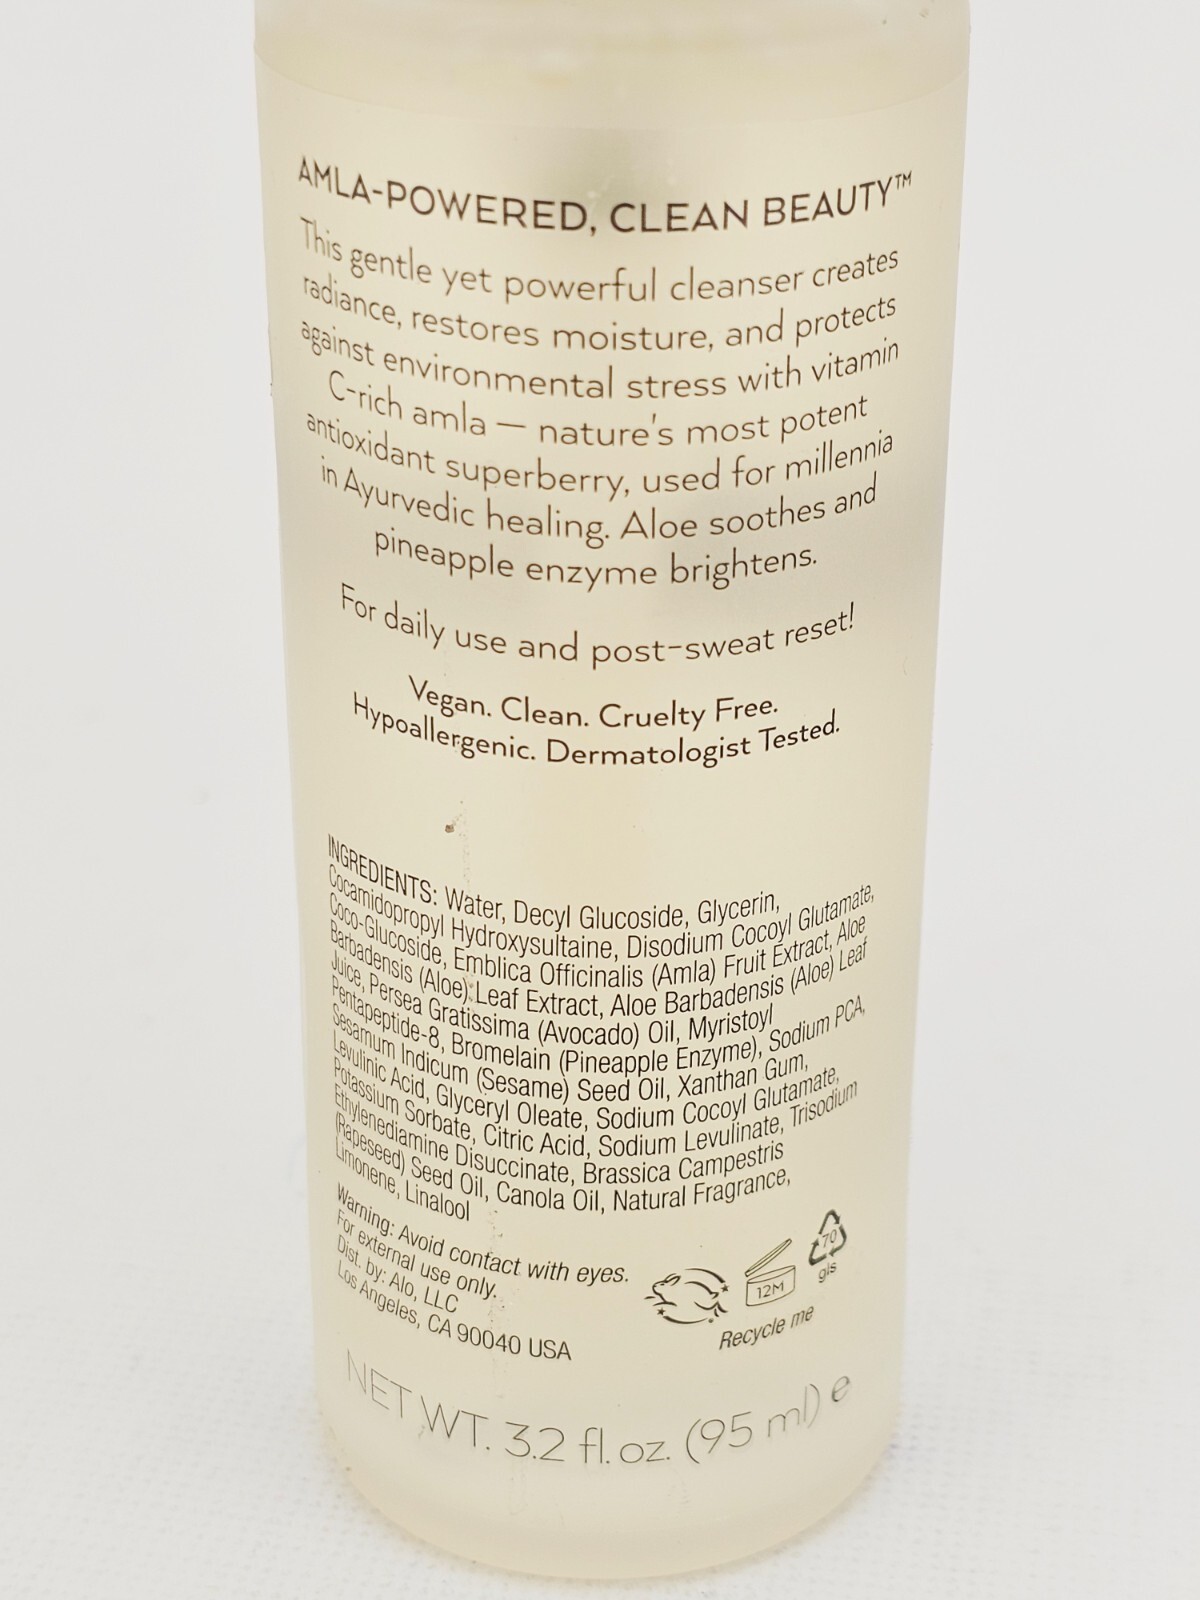 AMLA-POWERED, CLEAN BEAUTY™
This gentle yet powerful cleanser creates
radiance, restores moisture, and protects
against environmental stress with vitamin
C-rich amla — nature's most potent
antioxidant superberry, used for millennia
in Ayurvedic healing. Aloe soothes and
pineapple enzyme brightens.
For daily use and post-sweat reset!
Vegan. Clean. Cruelty Free.
Hypoallergenic. Dermatologist Tested.
INGREDIENTS: Water, Decyl Glucoside, Glycerin,
Cocamidopropyl Hydroxysultaine, Disodium Cocoyl Glutamate,
Coco-Glucoside, Emblica Officinalis (Amla) Fruit Extract, Aloe
Barbadensis (Aloe) Leaf Extract, Aloe Barbadensis (Aloe) Leaf
Juice, Persea Gratissima (Avocado) Oil, Myristoyl
Pentapeptide-8, Bromelain (Pineapple Enzyme), Sodium PCA,
Sesamum Indicum (Sesame) Seed Oil, Xanthan Gum,
Levulinic Acid, Glyceryl Oleate, Sodium Cocoyl Glutamate,
Potassium Sorbate, Citric Acid, Sodium Levulinate, Trisodium
Ethylenediamine Disuccinate, Brassica Campestris
(Rapeseed) Seed Oil, Canola Oil, Natural Fragrance,
Limonene, Linalool
Warning: Avoid contact with eyes.
For external use only.
Dist. by: Alo, LLC
Los Angeles, CA 90040 USA
12M
70
gls
Recycle me
NET WT. 3.2 fl. oz. (95 ml) e